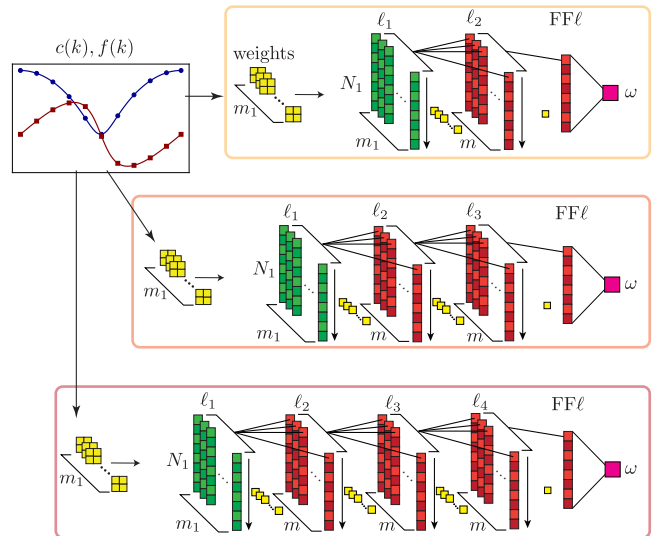 c(k), f(k)
weights
m₁
ℓ₁ ℓ₂ FFℓ
N₁
m₁ m ω
m₁
ℓ₁ ℓ₂ ℓ₃ FFℓ
N₁
m₁ m m ω
m₁
ℓ₁ ℓ₂ ℓ₃ ℓ₄ FFℓ
N₁
m₁ m m m ω